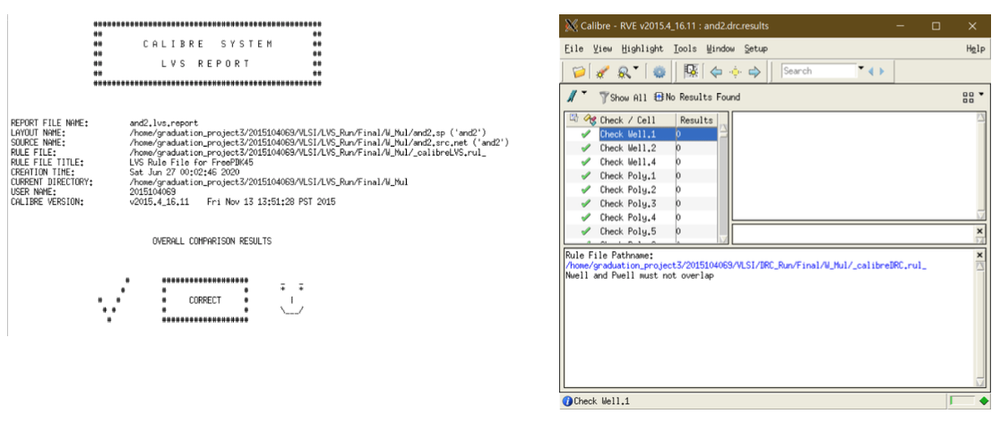 CALIBRE SYSTEM
LVS REPORT
REPORT FILE NAME: and2.lvs.report
LAYOUT NAME: /home/graduation_project3/2015104069/VLSI/LVS_Run/Final/W_Mul/and2.sp ('and2')
SOURCE NAME: /home/graduation_project3/2015104069/VLSI/LVS_Run/Final/W_Mul/and2.src.net ('and2')
RULE FILE: /home/graduation_project3/2015104069/VLSI/LVS_Run/Final/W_Mul/_calibreLVS.rul_
RULE FILE TITLE: LVS Rule File for FreePDK45
CREATION TIME: Sat Jun 27 00:02:46 2020
CURRENT DIRECTORY: /home/graduation_project3/2015104069/VLSI/LVS_Run/Final/W_Mul
USER NAME: 2015104069
CALIBRE VERSION: v2015.4_16.11 Fri Nov 13 13:51:28 PST 2015
OVERALL COMPARISON RESULTS
CORRECT
Calibre - RVE v2015.4_16.11 : and2.drc.results
File View Highlight Tools Window Setup Help
Search
Show All No Results Found
Check / Cell Results
Check Well.1 0
Check Well.2 0
Check Well.4 0
Check Poly.1 0
Check Poly.2 0
Check Poly.3 0
Check Poly.4 0
Check Poly.5 0
Rule File Pathname:
/home/graduation_project3/2015104069/VLSI/DRC_Run/Final/W_Mul/_calibreDRC.rul_
Nwell and Pwell must not overlap
Check Well.1